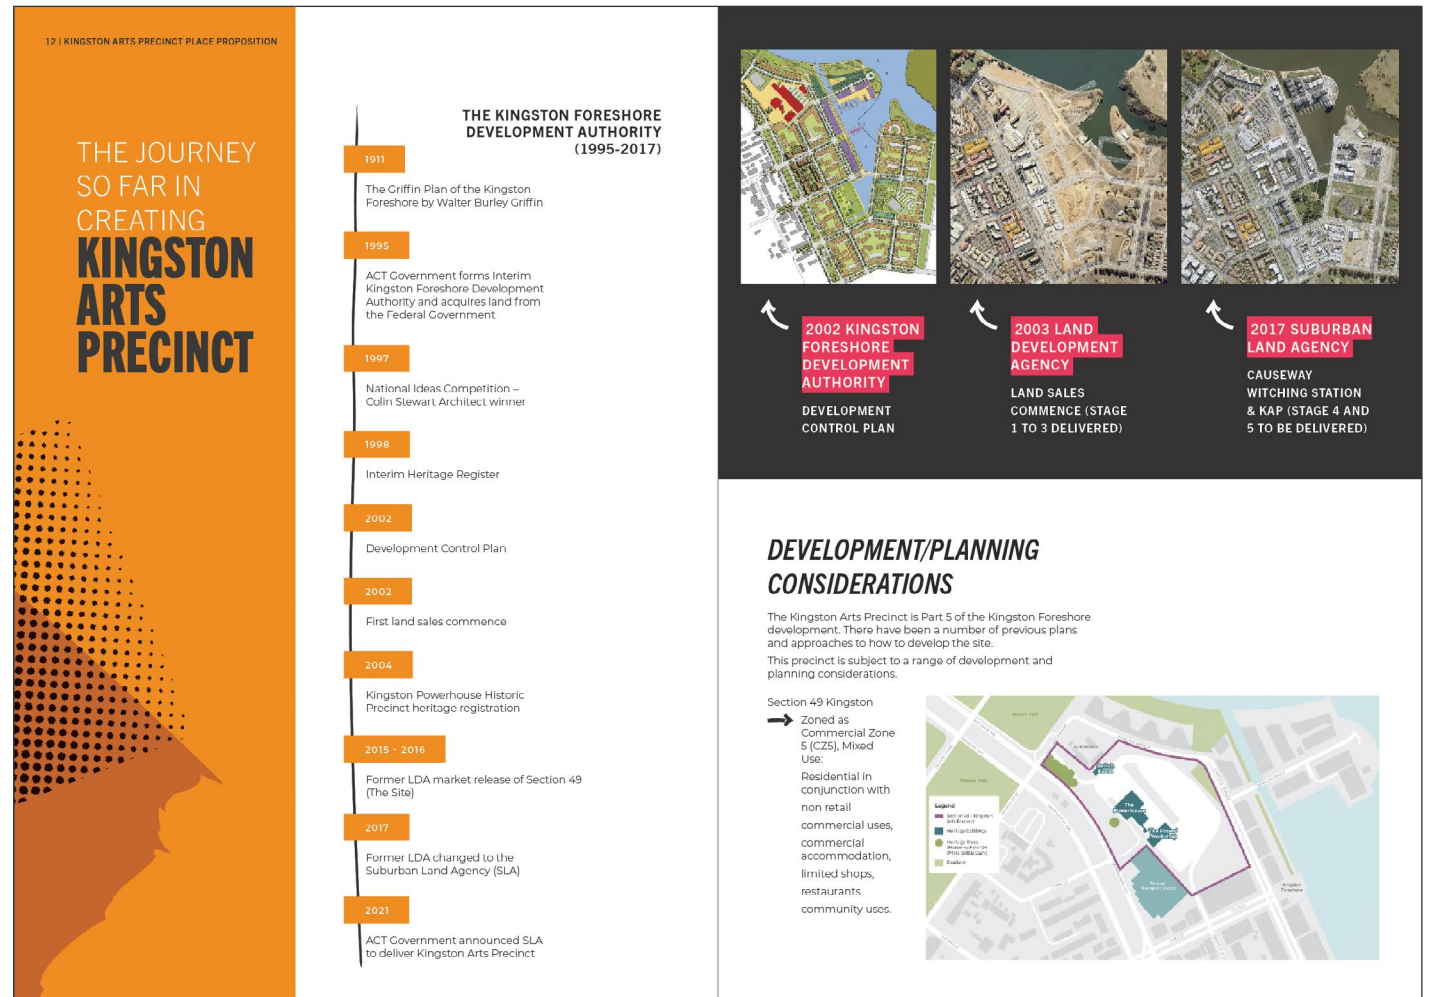 12 | KINGSTON ARTS PRECINCT PLACE PROPOSITION
THE JOURNEY
SO FAR IN
CREATING
KINGSTON
ARTS
PRECINCT
THE KINGSTON FORESHORE
DEVELOPMENT AUTHORITY
(1995-2017)
1911
The Griffin Plan of the Kingston
Foreshore by Walter Burley Griffin
1995
ACT Government forms Interim
Kingston Foreshore Development
Authority and acquires land from
the Federal Government
1997
National Ideas Competition –
Colin Stewart Architect winner
1998
Interim Heritage Register
2002
Development Control Plan
2002
First land sales commence
2004
Kingston Powerhouse Historic
Precinct heritage registration
2015 - 2016
Former LDA market release of Section 49
(The Site)
2017
Former LDA changed to the
Suburban Land Agency (SLA)
2021
ACT Government announced SLA
to deliver Kingston Arts Precinct
2002 KINGSTON
FORESHORE
DEVELOPMENT
AUTHORITY
DEVELOPMENT
CONTROL PLAN
2003 LAND
DEVELOPMENT
AGENCY
LAND SALES
COMMENCE (STAGE
1 TO 3 DELIVERED)
2017 SUBURBAN
LAND AGENCY
CAUSEWAY
WITCHING STATION
& KAP (STAGE 4 AND
5 TO BE DELIVERED)
DEVELOPMENT/PLANNING
CONSIDERATIONS
The Kingston Arts Precinct is Part 5 of the Kingston Foreshore
development. There have been a number of previous plans
and approaches to how to develop the site.
This precinct is subject to a range of development and
planning considerations.
Section 49 Kingston
Zoned as
Commercial Zone
5 (CZ5), Mixed
Use:
Residential in
conjunction with
non retail
commercial uses,
commercial
accommodation,
limited shops,
restaurants
community uses.
Legend
Heritage buildings
The
Powerhouse
Kingston
Foreshore